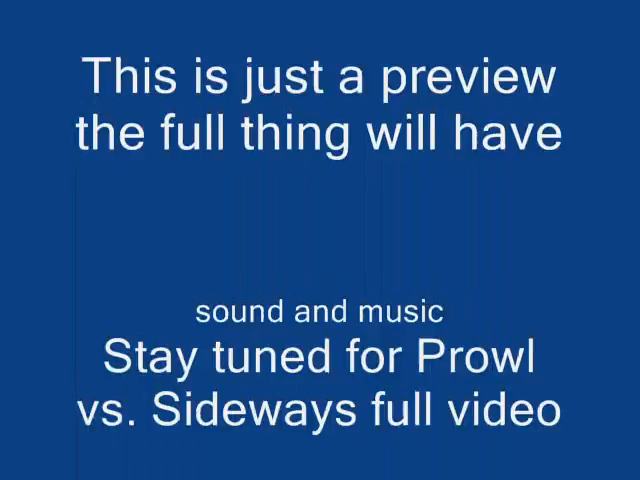 This is just a preview
the full thing will have
sound and music
Stay tuned for Prowl
vs. Sideways full video